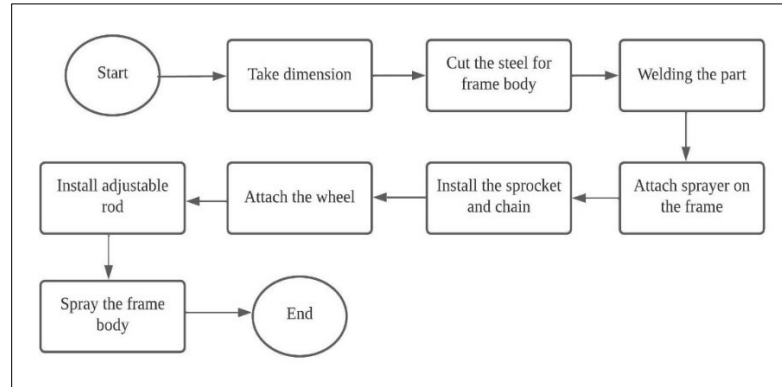 Start
Take dimension
Cut the steel for
frame body
Welding the part
Attach sprayer on
the frame
Install the sprocket
and chain
Attach the wheel
Install adjustable
rod
Spray the frame
body
End